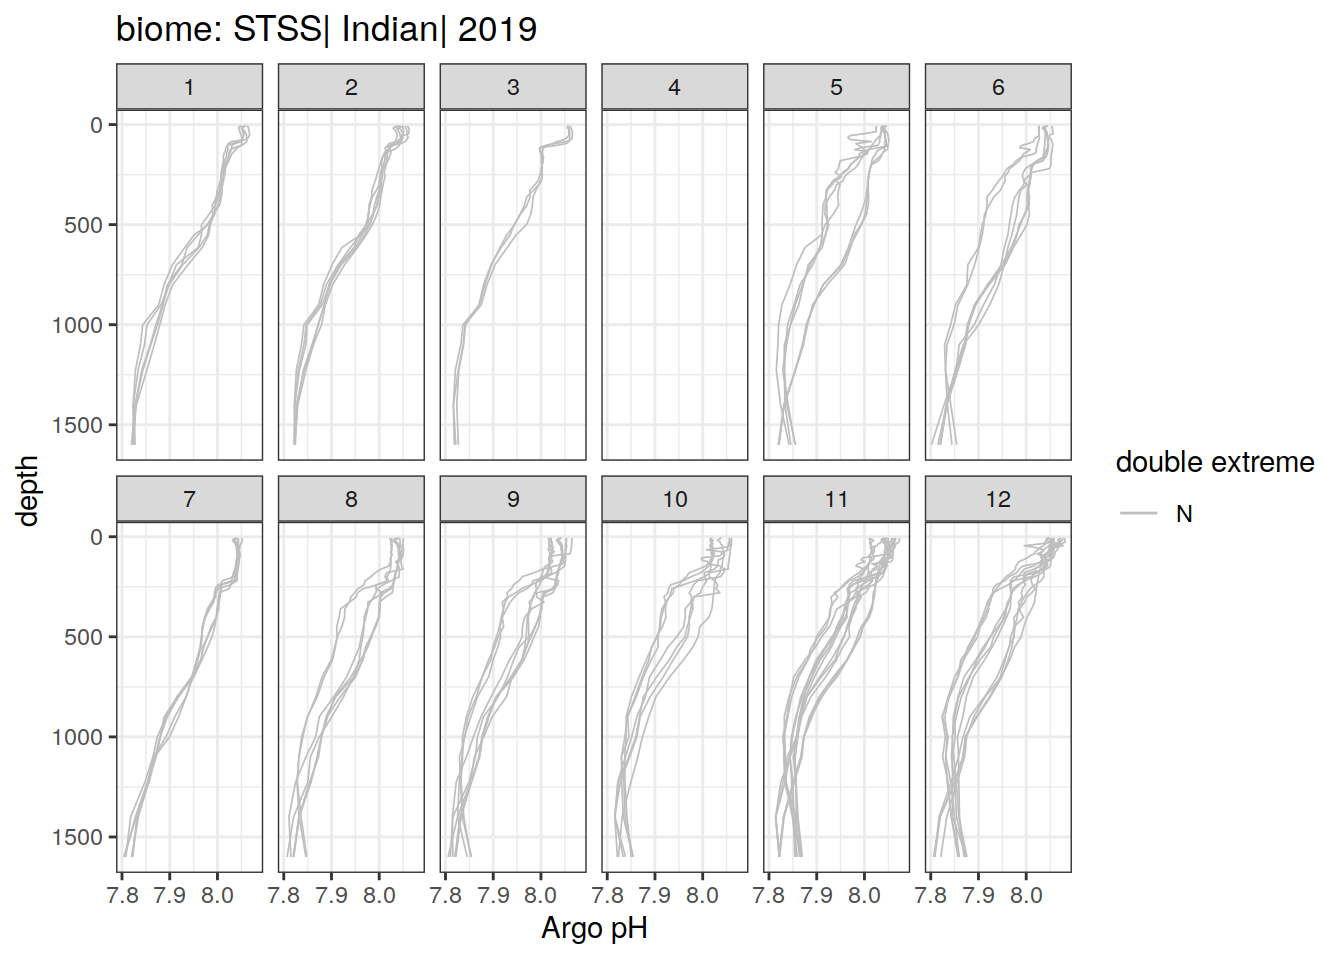 biome: STSS| Indian| 2019
1 2 3 4 5 6
0
500
1000
1500
7 8 9 10 11 12
0
500
1000
1500
7.8 7.9 8.0 7.8 7.9 8.0 7.8 7.9 8.0 7.8 7.9 8.0 7.8 7.9 8.0 7.8 7.9 8.0
Argo pH
depth
double extreme
N